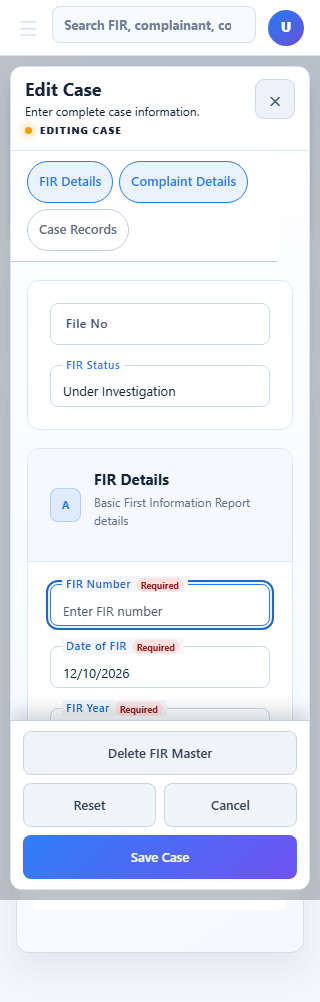 Search FIR, complainant, co
U
Edit Case
Enter complete case information.
EDITING CASE
×
FIR Details
Complaint Details
Case Records
File No
FIR Status
Under Investigation
A
FIR Details
Basic First Information Report
details
FIR Number Required
Enter FIR number
Date of FIR Required
12/10/2026
FIR Year Required
Delete FIR Master
Reset
Cancel
Save Case